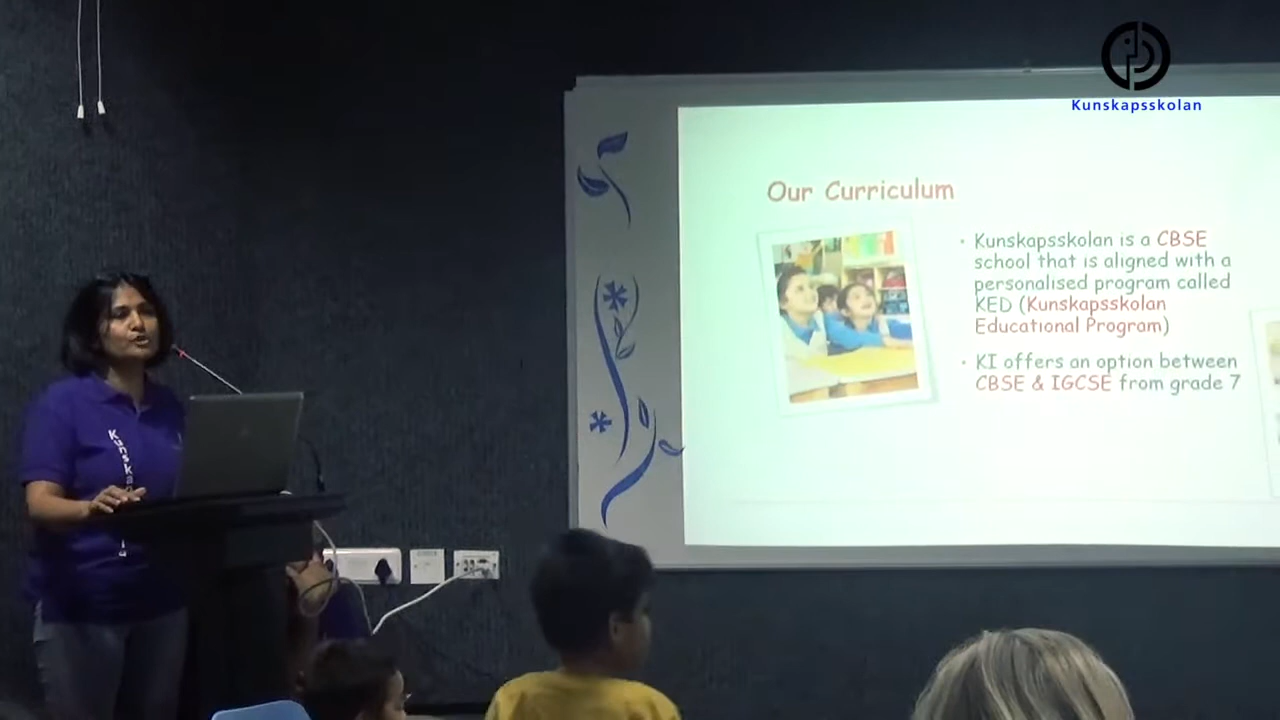 Kunskapsskolan
Our Curriculum
• Kunskapsskolan is a CBSE
school that is aligned with a
personalised program called
KED (Kunskapsskolan
Educational Program)
• KI offers an option between
CBSE & IGCSE from grade 7